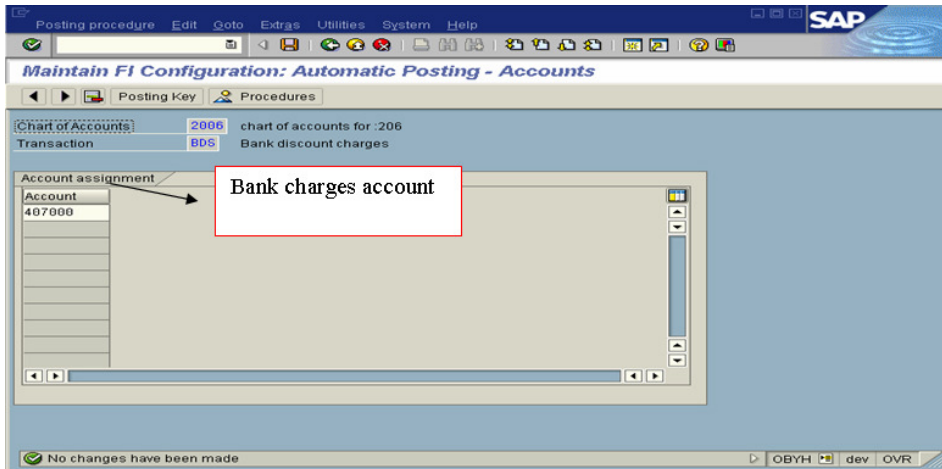 Posting procedure Edit Goto Extras Utilities System Help
SAP
Maintain FI Configuration: Automatic Posting - Accounts
Posting Key Procedures
Chart of Accounts 2006 chart of accounts for :206
Transaction BDS Bank discount charges
Account assignment
Bank charges account
Account
407000
No changes have been made
OBYH dev OVR